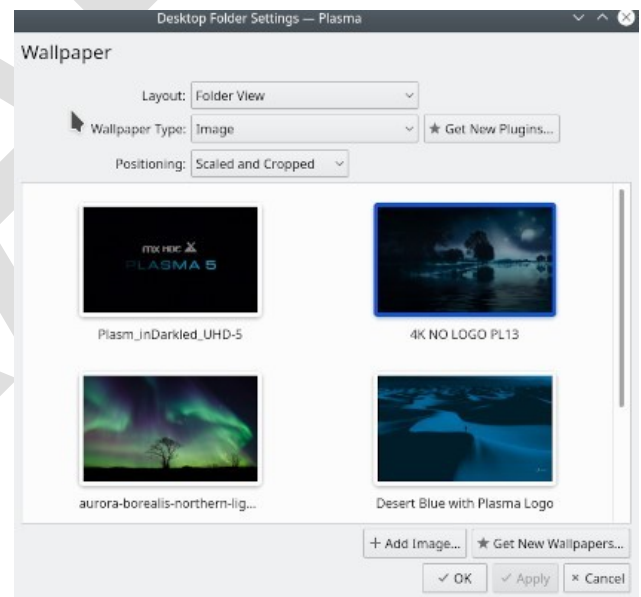 Desktop Folder Settings — Plasma
Wallpaper
Layout: Folder View
Wallpaper Type: Image ★ Get New Plugins...
Positioning: Scaled and Cropped
mx
PLASMA 5
Plasm_inDarkled_UHD-5 4K NO LOGO PL13
aurora-borealis-northern-lig... Desert Blue with Plasma Logo
+ Add Image... ★ Get New Wallpapers...
✓ OK ✓ Apply × Cancel